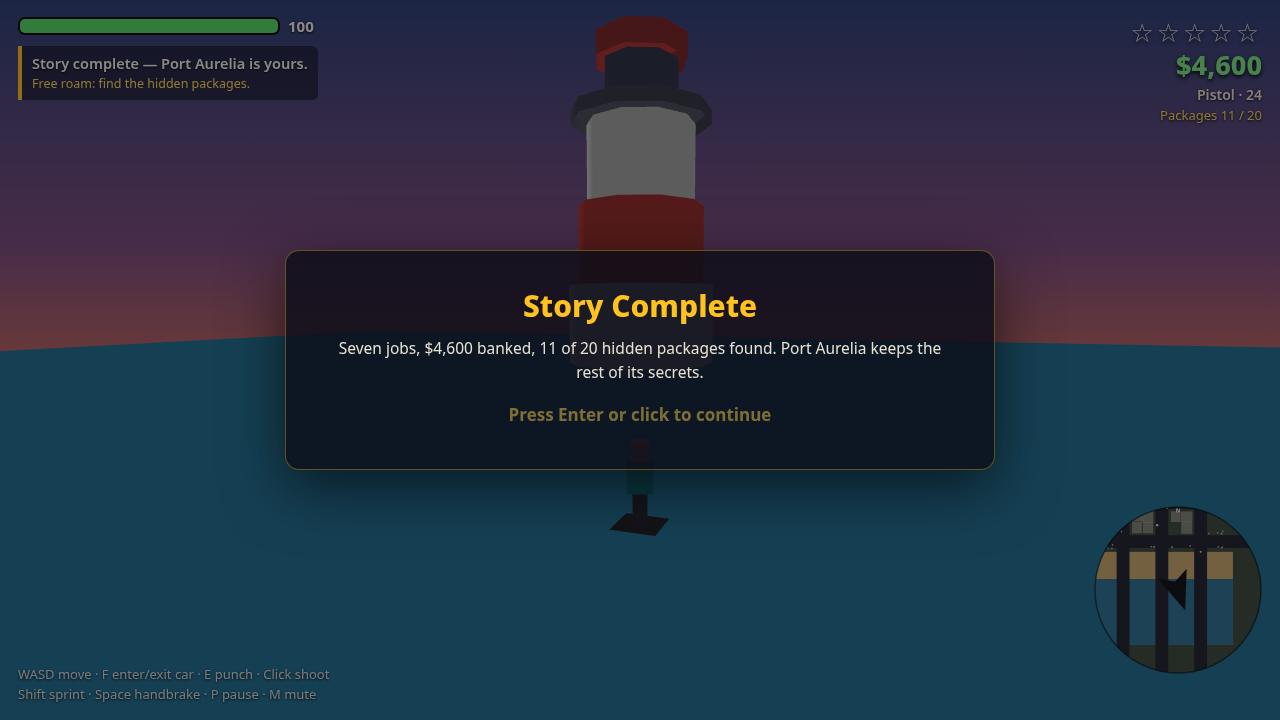 100
Story complete — Port Aurelia is yours.
Free roam: find the hidden packages.
☆☆☆☆☆
$4,600
Pistol · 24
Packages 11 / 20
Story Complete
Seven jobs, $4,600 banked, 11 of 20 hidden packages found. Port Aurelia keeps the
rest of its secrets.
Press Enter or click to continue
N
WASD move · F enter/exit car · E punch · Click shoot
Shift sprint · Space handbrake · P pause · M mute